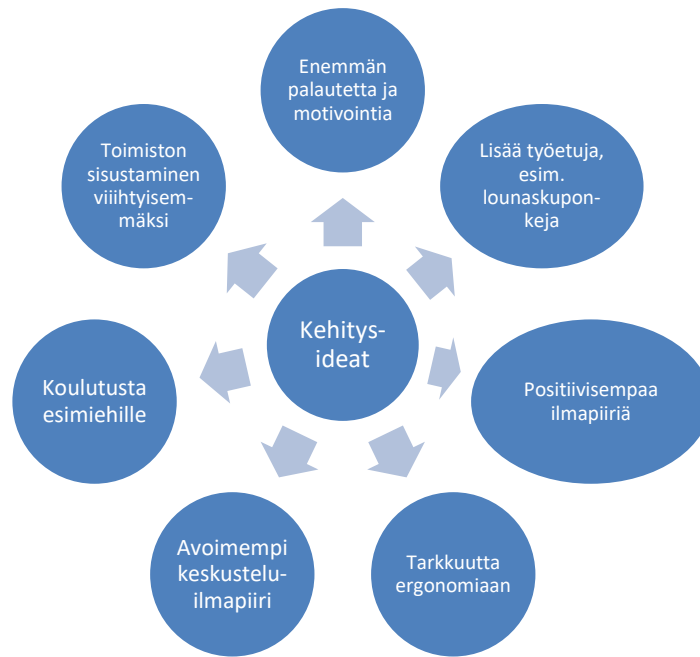 Enemmän
palautetta ja
motivointia
Lisää työetuja,
esim.
lounaskupon-
keja
Positiivisempaa
ilmapiiriä
Tarkkuutta
ergonomiaan
Avoimempi
keskustelu-
ilmapiiri
Koulutusta
esimiehille
Toimiston
sisustaminen
viiihtyisem-
mäksi
Kehitys-
ideat